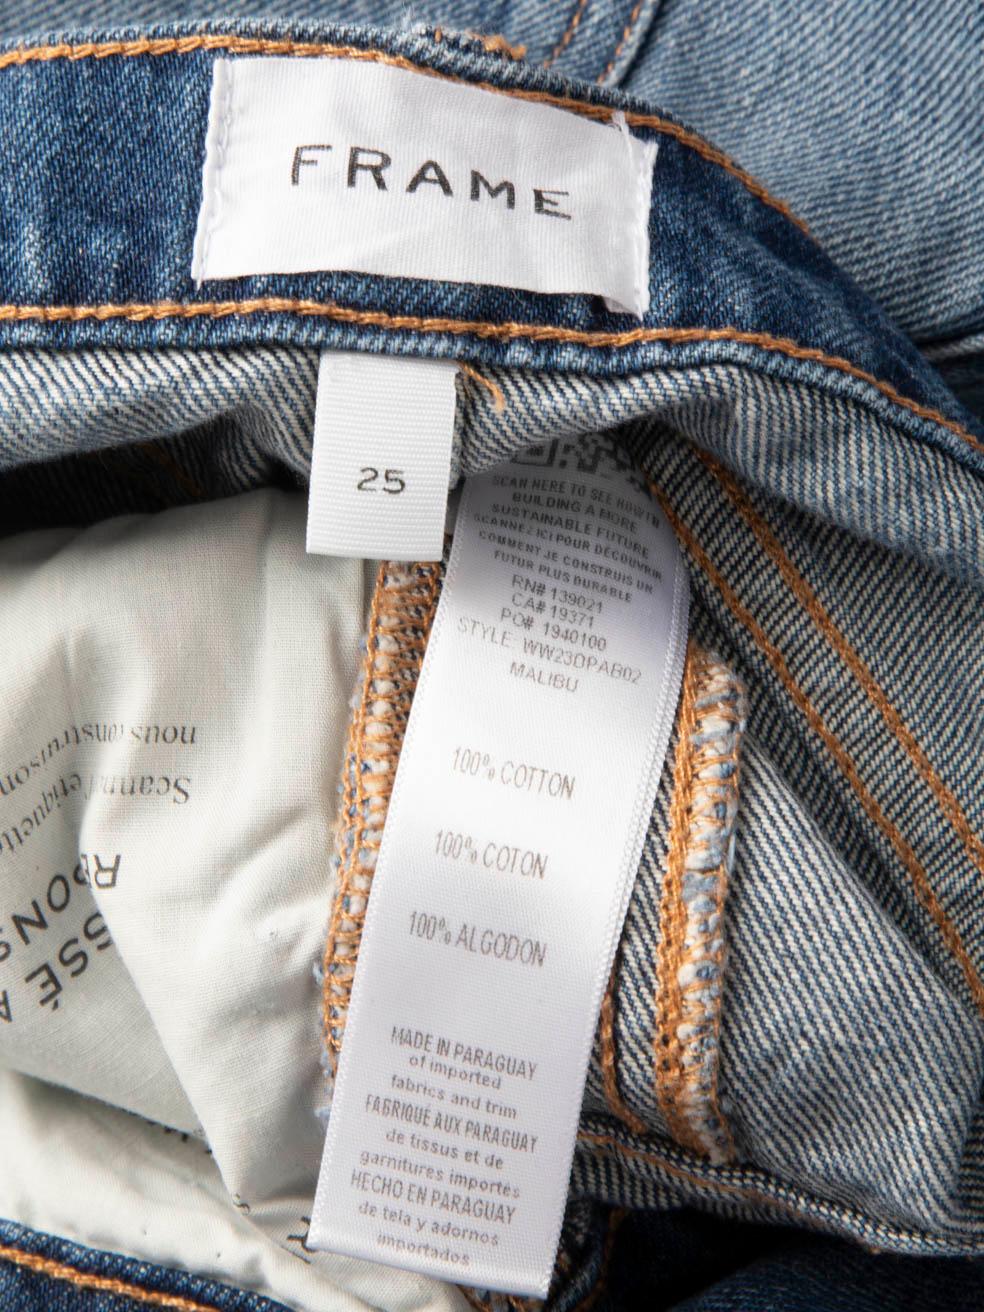 FRAME
25
SCAN HERE TO SEE HOW I'M
BUILDING A MORE
SUSTAINABLE FUTURE
SCANNEZ ICI POUR DÉCOUVRIR
COMMENT JE CONSTRUIS UN
FUTUR PLUS DURABLE
RN# 139021
CA# 19371
PO# 1940100
STYLE: WW23DPAB02
MALIBU
100% COTTON
100% COTON
100% ALGODON
MADE IN PARAGUAY
of imported
fabrics and trim
FABRIQUÉ AUX PARAGUAY
de tissus et de
garnitures importés
HECHO EN PARAGUAY
de tela y adornos
importados
nous construison